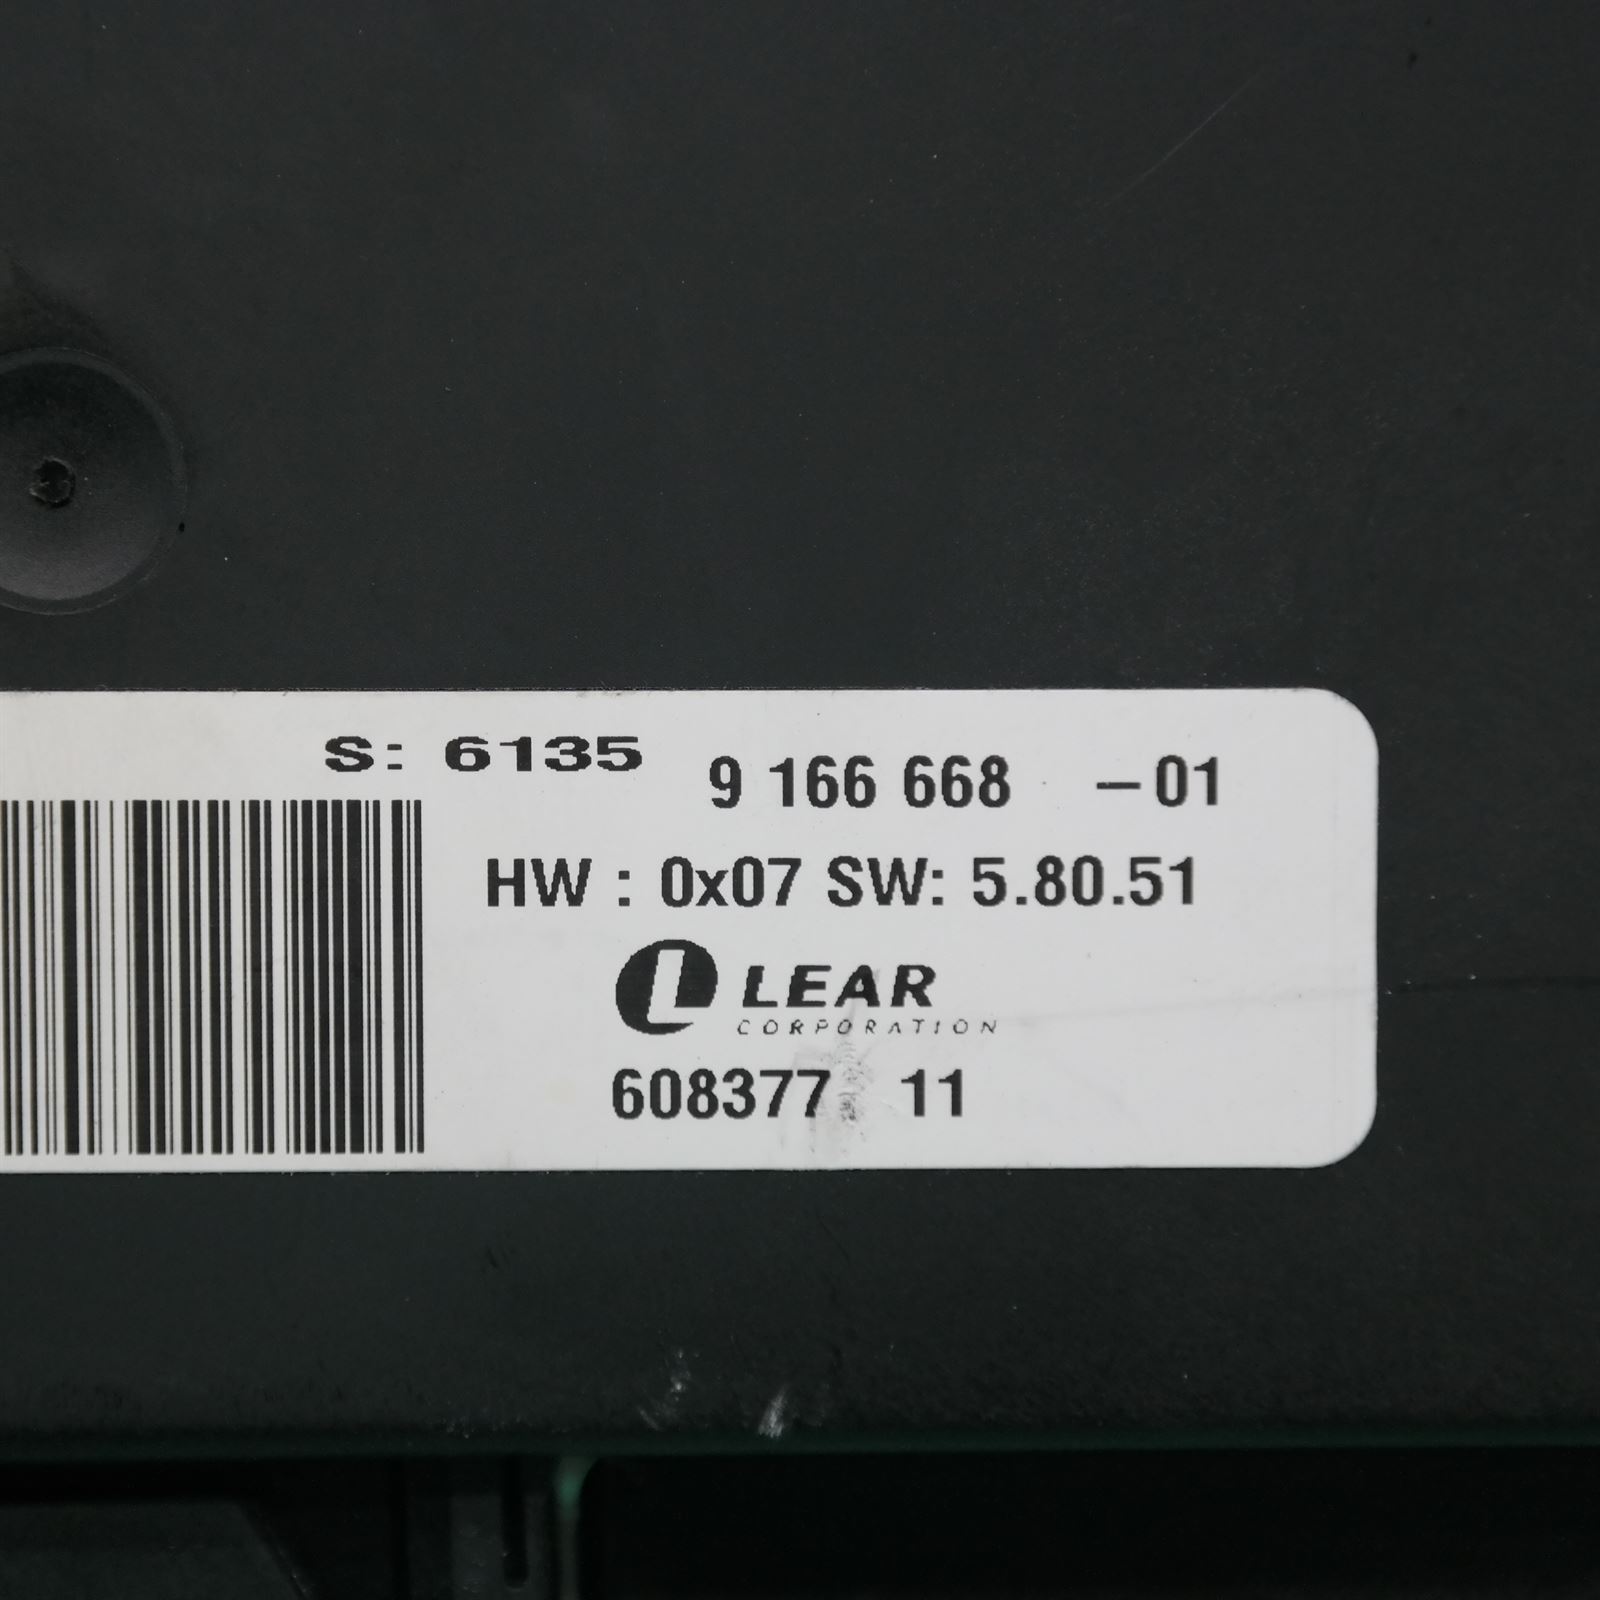 S: 6135 9 166 668 -01
HW : 0x07 SW: 5.80.51
LEAR
CORPORATION
608377 11